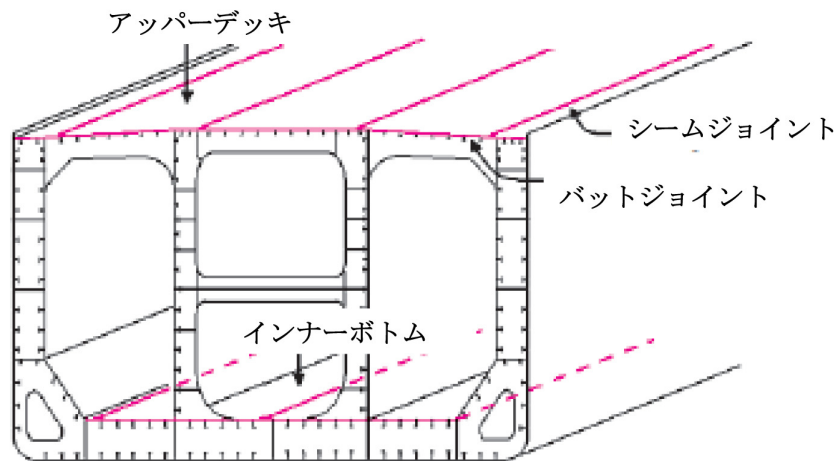 アッパーデッキ
シームジョイント
バットジョイント
インナーボトム